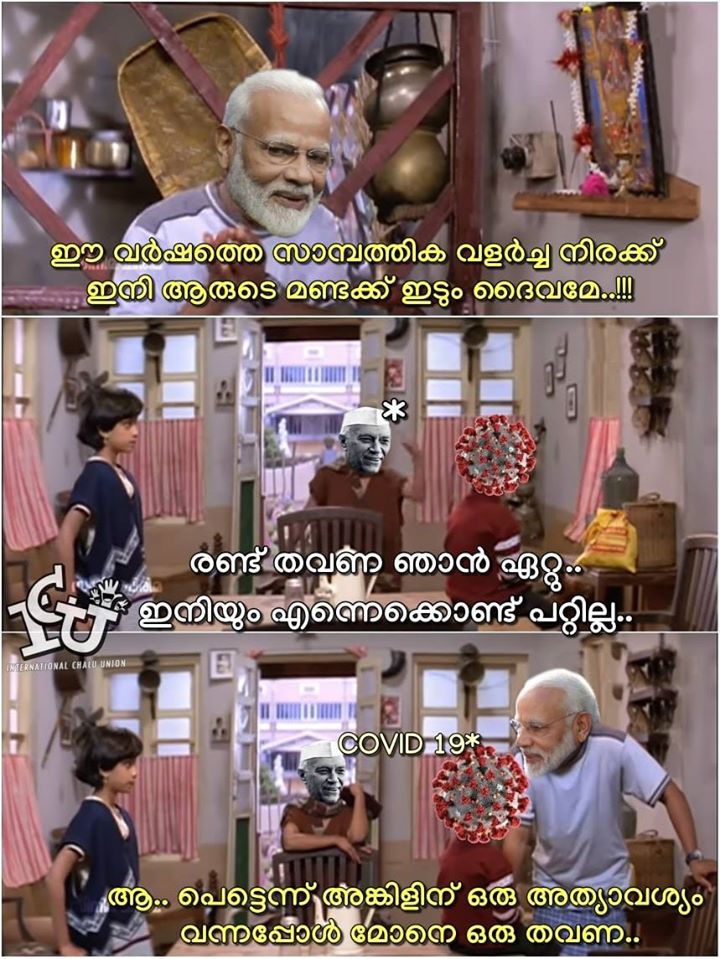 ഈ വർഷത്തെ സാമ്പത്തിക വളർച്ച നിരക്ക്
ഇനി ആരുടെ മണ്ടക്ക് ഇടും ദൈവമേ..!!!
*
രണ്ട് തവണ ഞാൻ ഏറ്റു..
ഇനിയും എന്നെക്കൊണ്ട് പറ്റില്ല..
ICU
INTERNATIONAL CHALU UNION
COVID 19*
ആ.. പെട്ടെന്ന് അങ്കിളിന് ഒരു അത്യാവശ്യം
വന്നപ്പോൾ മോനെ ഒരു തവണ..